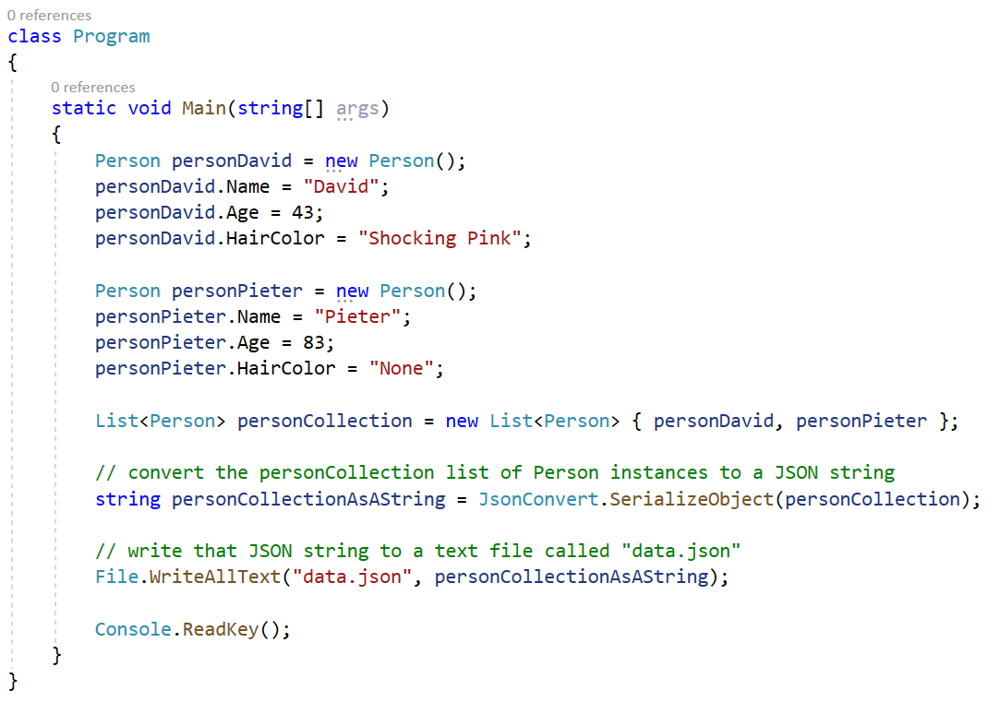 0 references
class Program
{
0 references
static void Main(string[] args)
{
Person personDavid = new Person();
personDavid.Name = "David";
personDavid.Age = 43;
personDavid.HairColor = "Shocking Pink";
Person personPieter = new Person();
personPieter.Name = "Pieter";
personPieter.Age = 83;
personPieter.HairColor = "None";
List<Person> personCollection = new List<Person> { personDavid, personPieter };
// convert the personCollection list of Person instances to a JSON string
string personCollectionAsAString = JsonConvert.SerializeObject(personCollection);
// write that JSON string to a text file called "data.json"
File.WriteAllText("data.json", personCollectionAsAString);
Console.ReadKey();
}
}